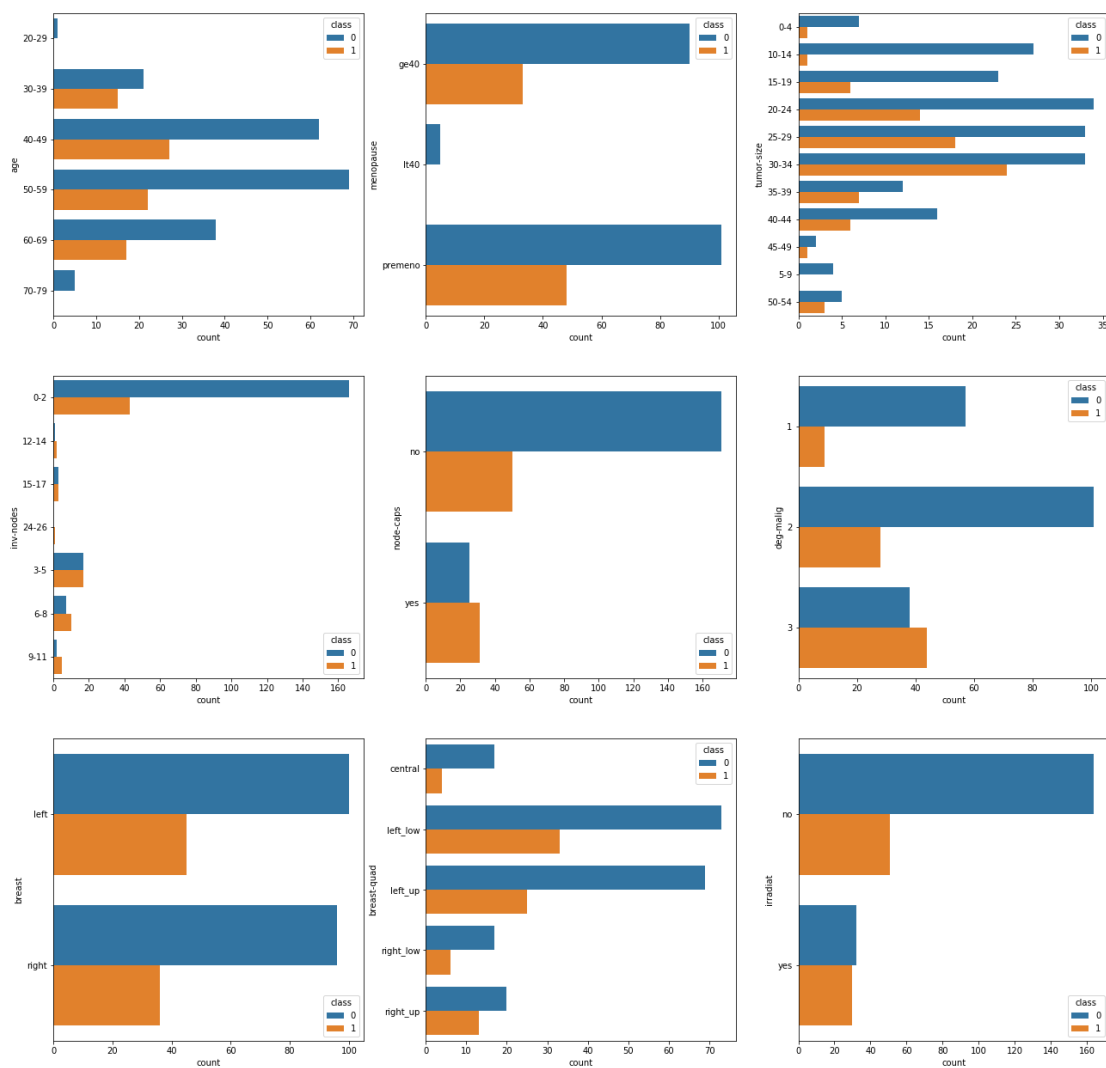 age
20-29
30-39
40-49
50-59
60-69
70-79
0 10 20 30 40 50 60 70
count
class
0
1
menopause
ge40
lt40
premeno
0 20 40 60 80 100
count
class
0
1
tumor-size
0-4
10-14
15-19
20-24
25-29
30-34
35-39
40-44
45-49
5-9
50-54
0 5 10 15 20 25 30 35
count
class
0
1
inv-nodes
0-2
12-14
15-17
24-26
3-5
6-8
9-11
0 20 40 60 80 100 120 140 160
count
class
0
1
node-caps
no
yes
0 20 40 60 80 100 120 140 160
count
class
0
1
deg-malig
1
2
3
0 20 40 60 80 100
count
class
0
1
breast
left
right
0 20 40 60 80 100
count
class
0
1
breast-quad
central
left_low
left_up
right_low
right_up
0 10 20 30 40 50 60 70
count
class
0
1
irradiat
no
yes
0 20 40 60 80 100 120 140 160
count
class
0
1